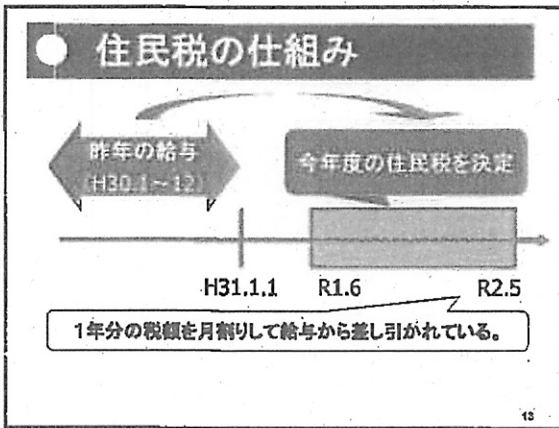 住民税の仕組み
昨年の給与
(H30.1～12)
今年度の住民税を決定
H31.1.1 R1.6 R2.5
1年分の税額を月割りして給与から差し引かれている。
13